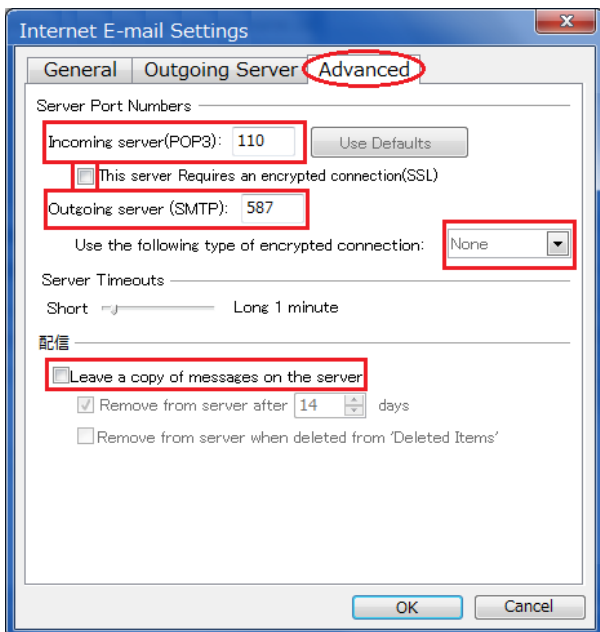 Internet E-mail Settings
x
General Outgoing Server Advanced
Server Port Numbers
Incoming server(POP3): 110 Use Defaults
This server Requires an encrypted connection(SSL)
Outgoing server (SMTP): 587
Use the following type of encrypted connection: None
Server Timeouts
Short Long 1 minute
配信
Leave a copy of messages on the server
Remove from server after 14 days
Remove from server when deleted from 'Deleted Items'
OK Cancel